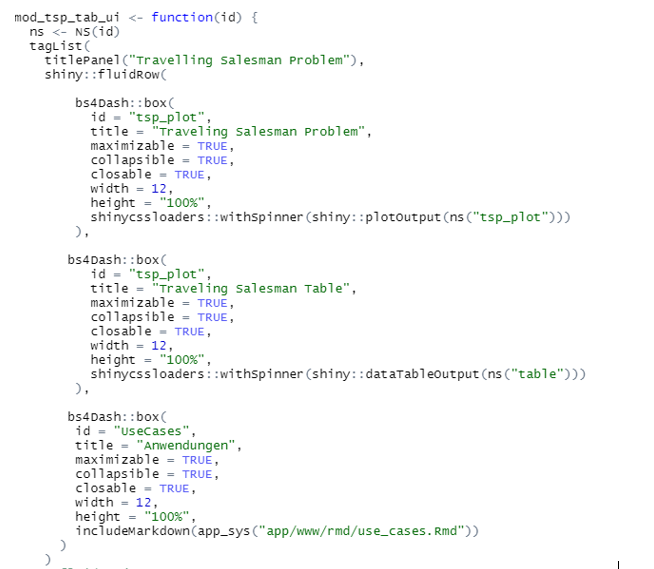 mod_tsp_tab_ui <- function(id) {
  ns <- NS(id)
  tagList(
    titlePanel("Travelling Salesman Problem"),
    shiny::fluidRow(

        bs4Dash::box(
          id = "tsp_plot",
          title = "Traveling Salesman Problem",
          maximizable = TRUE,
          collapsible = TRUE,
          closable = TRUE,
          width = 12,
          height = "100%",
          shinycssloaders::withSpinner(shiny::plotOutput(ns("tsp_plot")))
        ),

       bs4Dash::box(
          id = "tsp_plot",
          title = "Traveling Salesman Table",
          maximizable = TRUE,
          collapsible = TRUE,
          closable = TRUE,
          width = 12,
          height = "100%",
          shinycssloaders::withSpinner(shiny::dataTableOutput(ns("table")))
        ),

       bs4Dash::box(
        id = "UseCases",
        title = "Anwendungen",
        maximizable = TRUE,
        collapsible = TRUE,
        closable = TRUE,
        width = 12,
        height = "100%",
        includeMarkdown(app_sys("app/www/rmd/use_cases.Rmd"))
      )
    )